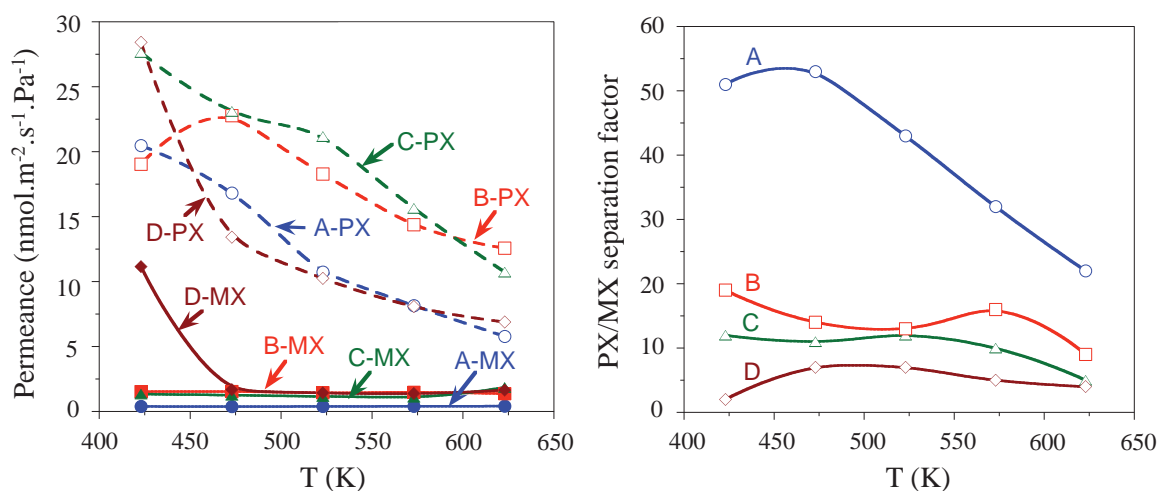 Permeance (nmol.m⁻².s⁻¹.Pa⁻¹)
30
25
20
15
10
5
0
C-PX
B-PX
A-PX
D-PX
D-MX
B-MX
C-MX
A-MX
400 450 500 550 600 650
T (K)
PX/MX separation factor
60
50
40
30
20
10
0
A
B
C
D
400 450 500 550 600 650
T (K)